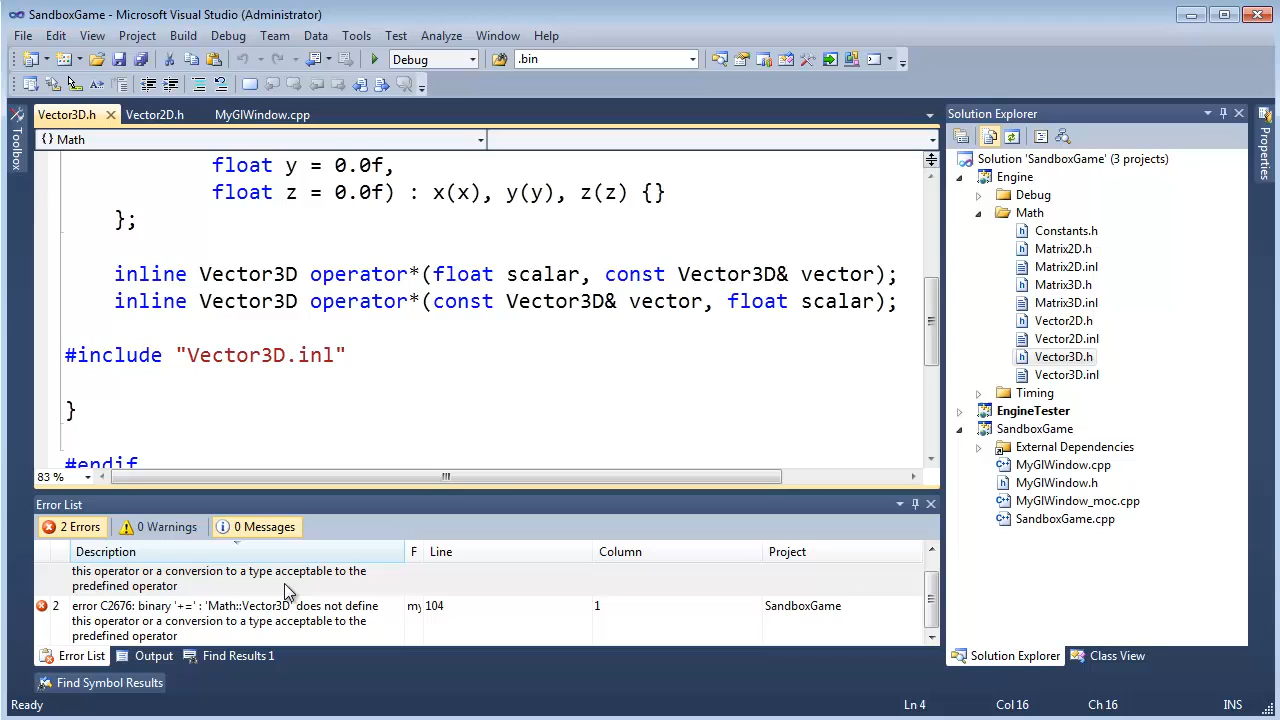 SandboxGame - Microsoft Visual Studio (Administrator)
File Edit View Project Build Debug Team Data Tools Test Analyze Window Help
Debug .bin
Vector3D.h Vector2D.h MyGlWindow.cpp
{} Math
float y = 0.0f,
float z = 0.0f) : x(x), y(y), z(z) {}
};
inline Vector3D operator*(float scalar, const Vector3D& vector);
inline Vector3D operator*(const Vector3D& vector, float scalar);
#include "Vector3D.inl"
}
#endif
83 %
Toolbox
Error List
2 Errors 0 Warnings 0 Messages
Description F Line Column Project
this operator or a conversion to a type acceptable to the
predefined operator
2 error C2676: binary '+=' : 'Math::Vector3D' does not define my 104 1 SandboxGame
this operator or a conversion to a type acceptable to the
predefined operator
Error List Output Find Results 1
Find Symbol Results
Solution Explorer
Solution 'SandboxGame' (3 projects)
Engine
Debug
Math
Constants.h
Matrix2D.h
Matrix2D.inl
Matrix3D.h
Matrix3D.inl
Vector2D.h
Vector2D.inl
Vector3D.h
Vector3D.inl
Timing
EngineTester
SandboxGame
External Dependencies
MyGlWindow.cpp
MyGlWindow.h
MyGlWindow_moc.cpp
SandboxGame.cpp
Solution Explorer Class View
Properties
Ready Ln 4 Col 16 Ch 16 INS